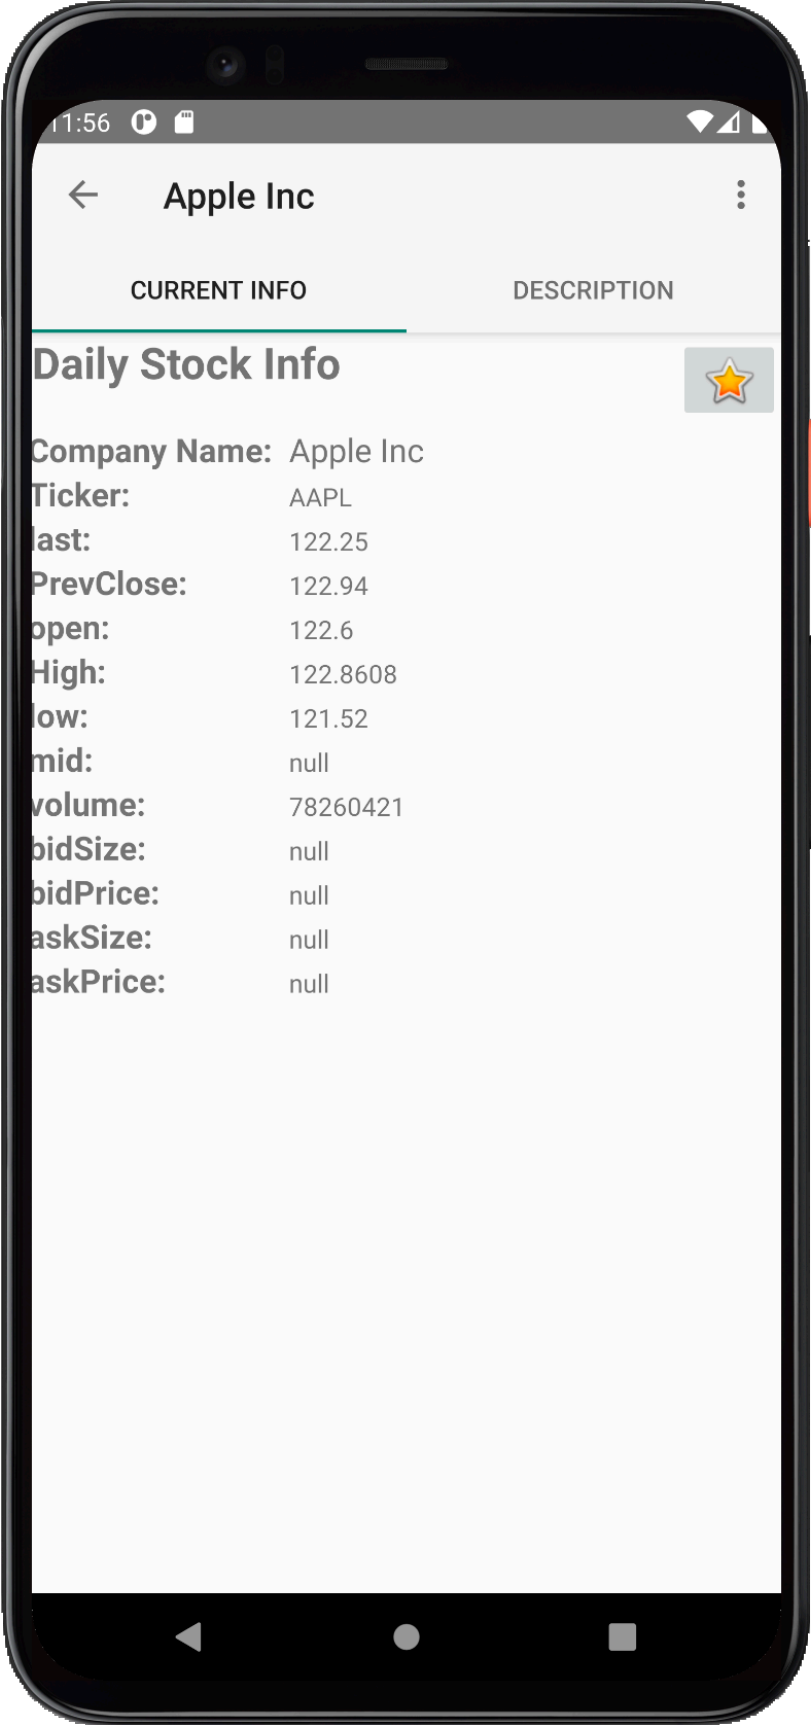 11:56
Apple Inc
CURRENT INFO DESCRIPTION
Daily Stock Info
Company Name: Apple Inc
Ticker: AAPL
last: 122.25
PrevClose: 122.94
open: 122.6
High: 122.8608
low: 121.52
mid: null
volume: 78260421
bidSize: null
bidPrice: null
askSize: null
askPrice: null